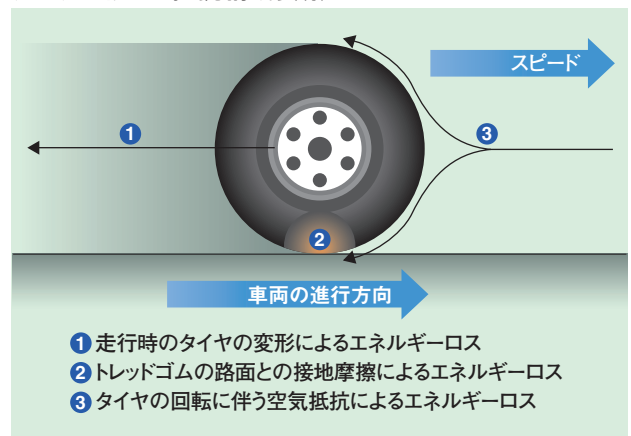 スピード
1
3
2
車両の進行方向
1 走行時のタイヤの変形によるエネルギーロス
2 トレッドゴムの路面との接地摩擦によるエネルギーロス
3 タイヤの回転に伴う空気抵抗によるエネルギーロス